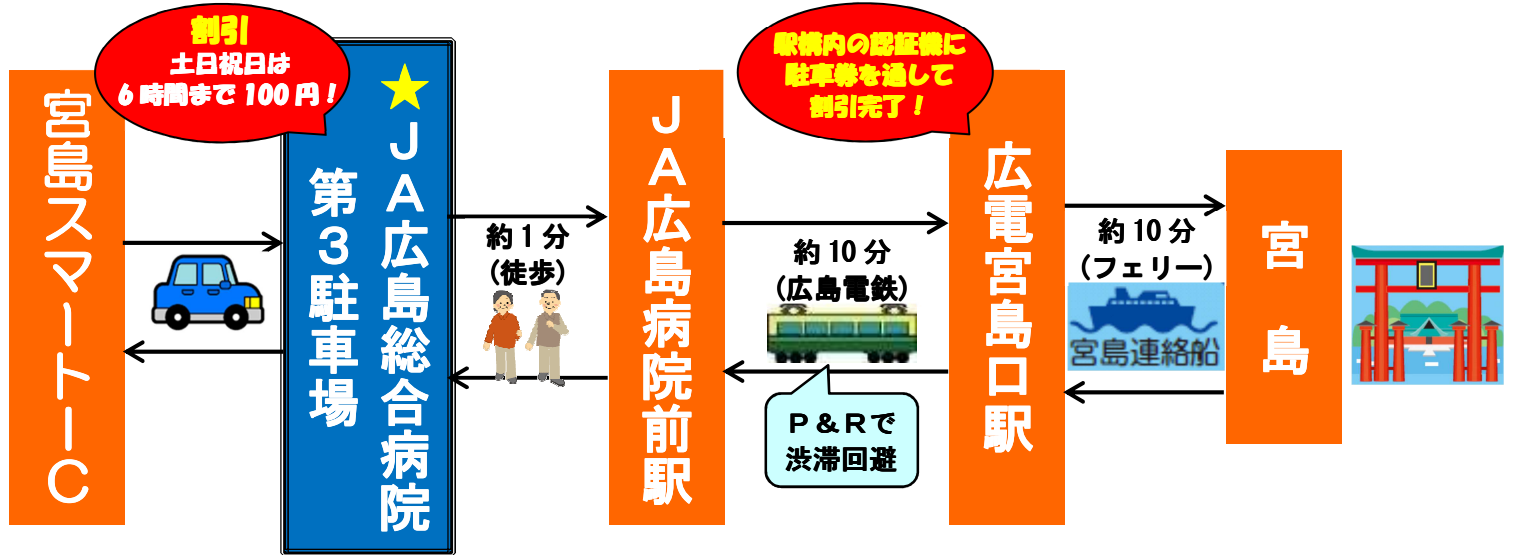 宮島スマートーC
割引
土日祝日は
6時間まで100円！
★ＪＡ広島総合病院
第３駐車場
約1分
(徒歩)
ＪＡ広島病院前駅
約10分
(広島電鉄)
Ｐ＆Ｒで
渋滞回避
駅構内の認証機に
駐車券を通して
割引完了！
広電宮島口駅
約10分
(フェリー)
宮島連絡船
宮島